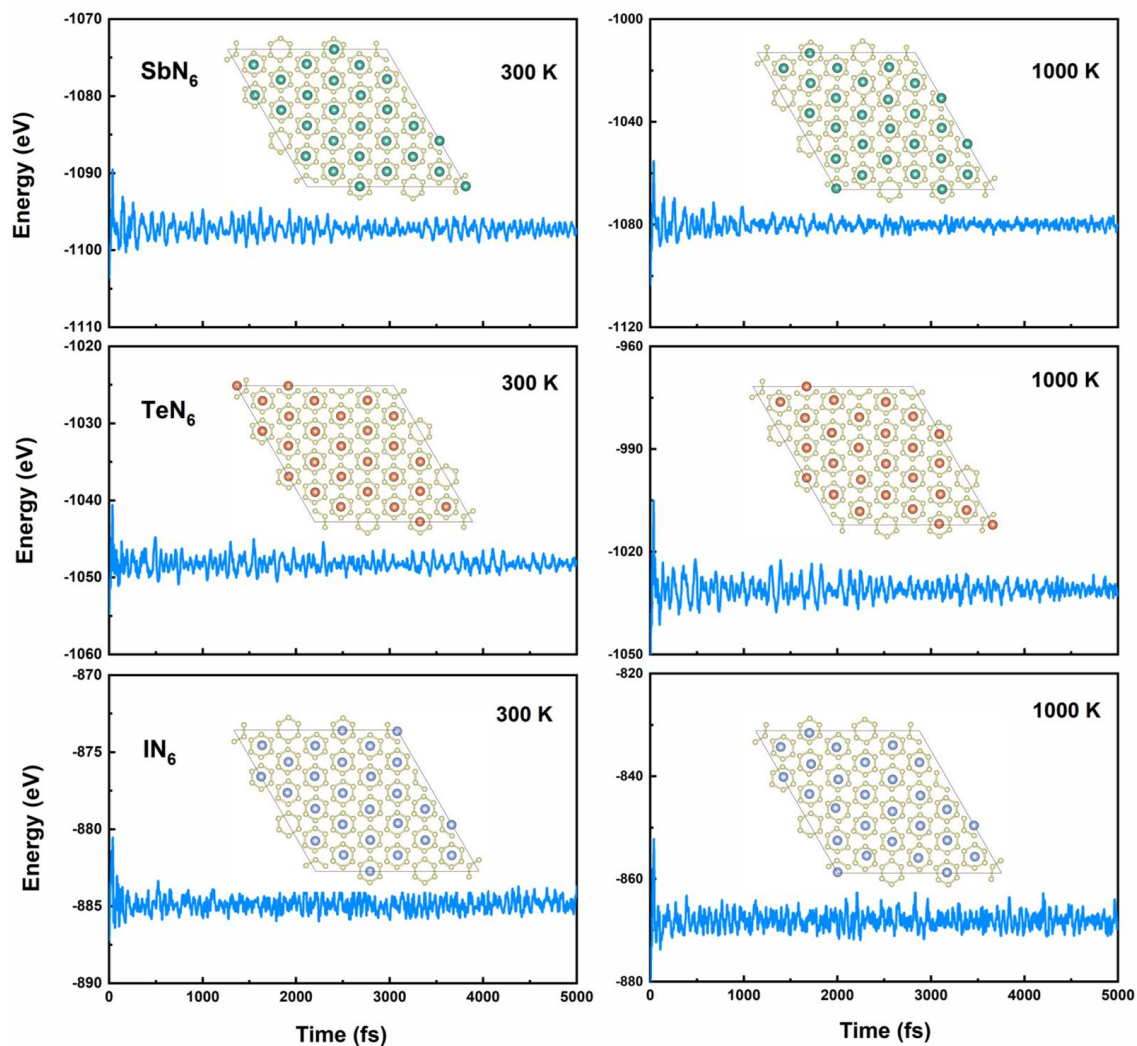 -1070
SbN6
300 K
-1080
-1090
-1100
-1110
Energy (eV)
-1000
1000 K
-1040
-1080
-1120
-1020
TeN6
300 K
-1030
-1040
-1050
-1060
Energy (eV)
-960
1000 K
-990
-1020
-1050
-870
IN6
300 K
-875
-880
-885
-890
Energy (eV)
0 1000 2000 3000 4000 5000
Time (fs)
-820
1000 K
-840
-860
-880
0 1000 2000 3000 4000 5000
Time (fs)